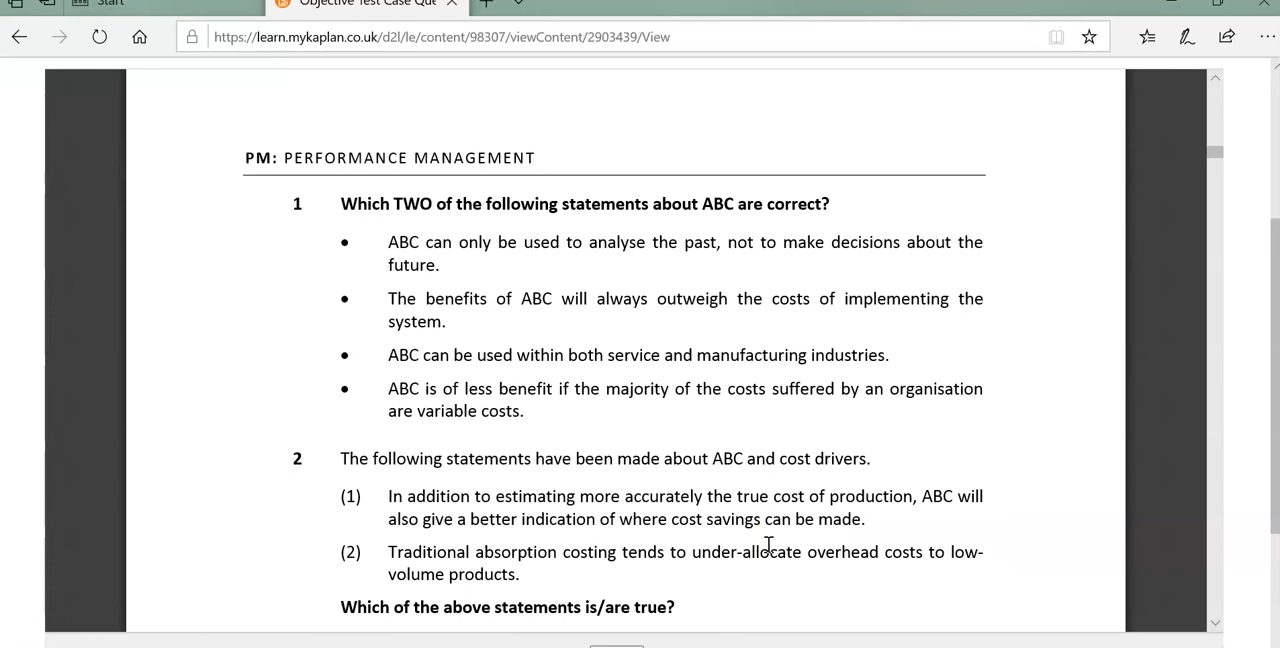 Start
Objective Test Case Que
https://learn.mykaplan.co.uk/d2l/le/content/98307/viewContent/2903439/View
PM: PERFORMANCE MANAGEMENT
1 Which TWO of the following statements about ABC are correct?
• ABC can only be used to analyse the past, not to make decisions about the
future.
• The benefits of ABC will always outweigh the costs of implementing the
system.
• ABC can be used within both service and manufacturing industries.
• ABC is of less benefit if the majority of the costs suffered by an organisation
are variable costs.
2 The following statements have been made about ABC and cost drivers.
(1) In addition to estimating more accurately the true cost of production, ABC will
also give a better indication of where cost savings can be made.
(2) Traditional absorption costing tends to under-allocate overhead costs to low-
volume products.
Which of the above statements is/are true?